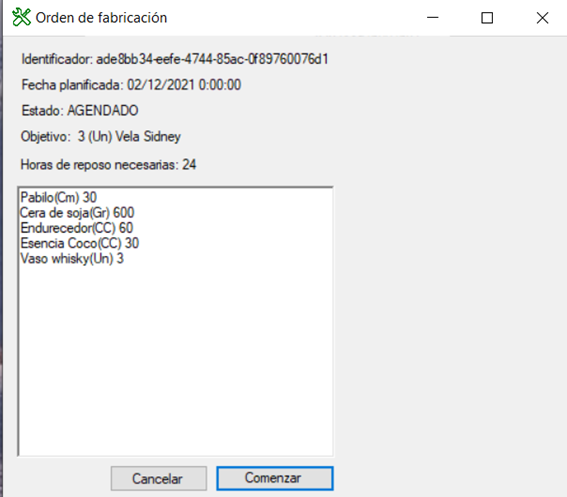 Orden de fabricación
Identificador: ade8bb34-eefe-4744-85ac-0f89760076d1
Fecha planificada: 02/12/2021 0:00:00
Estado: AGENDADO
Objetivo: 3 (Un) Vela Sidney
Horas de reposo necesarias: 24
Pabilo(Cm) 30
Cera de soja(Gr) 600
Endurecedor(CC) 60
Esencia Coco(CC) 30
Vaso whisky(Un) 3
Cancelar Comenzar